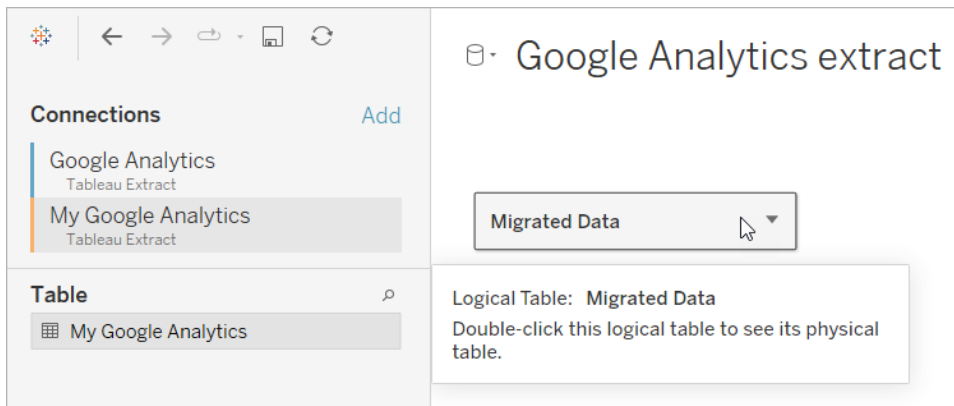 Connections
Add
Google Analytics
Tableau Extract
My Google Analytics
Tableau Extract
Table
My Google Analytics
Google Analytics extract
Migrated Data
Logical Table: Migrated Data
Double-click this logical table to see its physical
table.